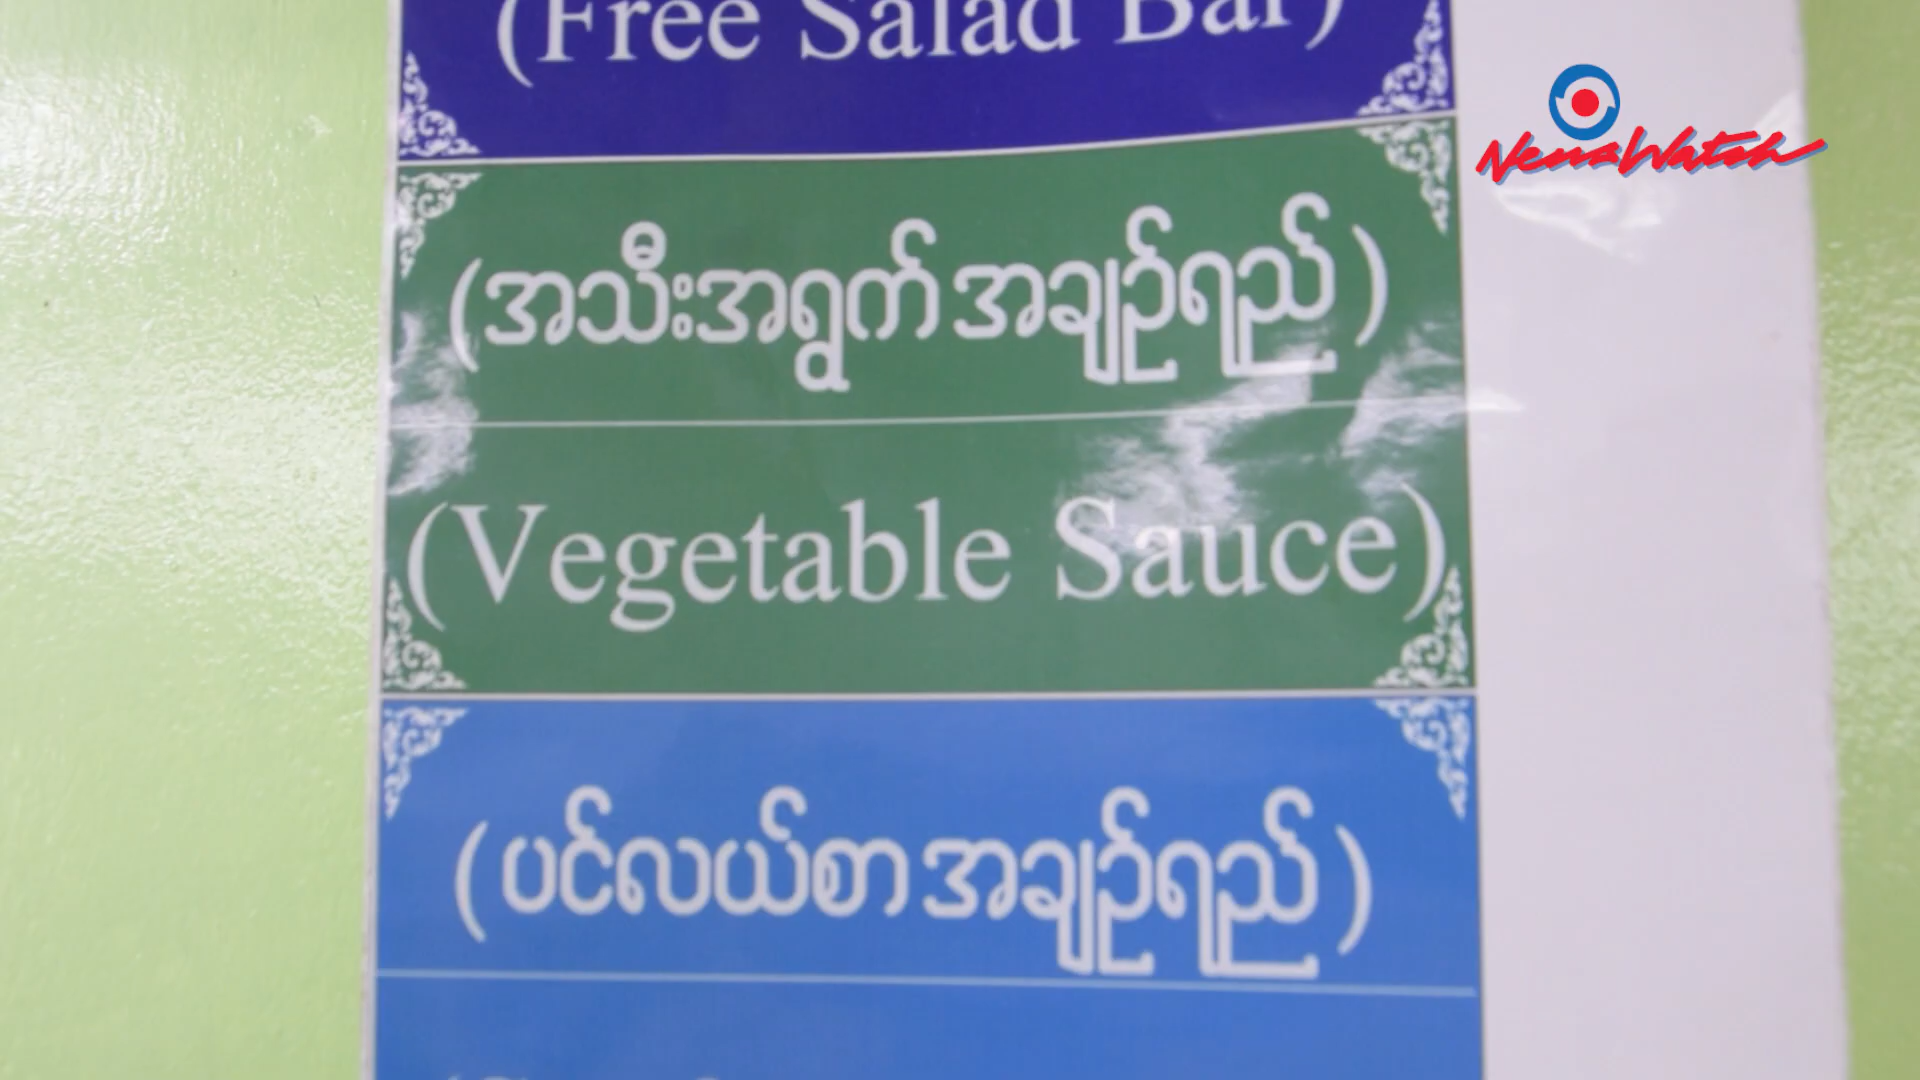 (Free Salad Bar)
NewsWatch
(အသီးအရွက် အချဉ်ရည်)
(Vegetable Sauce)
(ပင်လယ်စာ အချဉ်ရည်)